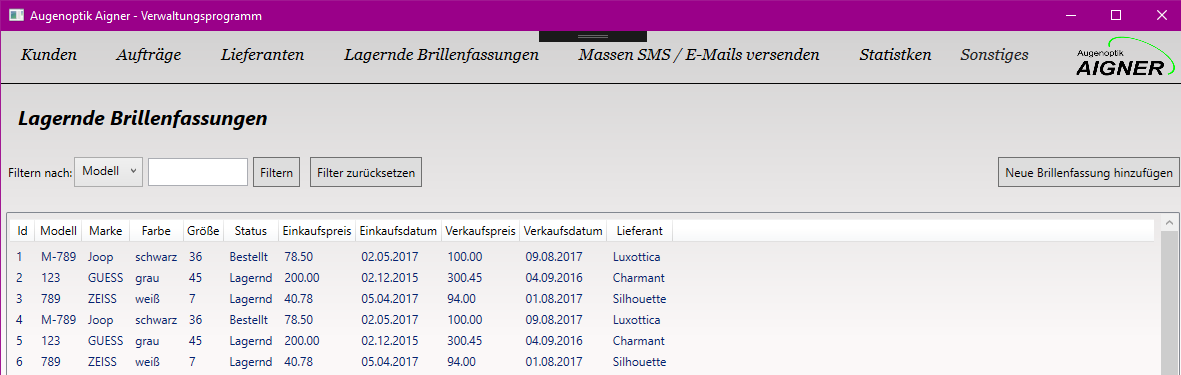 Augenoptik Aigner - Verwaltungsprogramm
Kunden Aufträge Lieferanten Lagernde Brillenfassungen Massen SMS / E-Mails versenden Statistken Sonstiges
Augenoptik
AIGNER
Lagernde Brillenfassungen
Filtern nach: Modell Filtern Filter zurücksetzen Neue Brillenfassung hinzufügen
Id Modell Marke Farbe Größe Status Einkaufspreis Einkaufsdatum Verkaufspreis Verkaufsdatum Lieferant
1 M-789 Joop schwarz 36 Bestellt 78.50 02.05.2017 100.00 09.08.2017 Luxottica
2 123 GUESS grau 45 Lagernd 200.00 02.12.2015 300.45 04.09.2016 Charmant
3 789 ZEISS weiß 7 Lagernd 40.78 05.04.2017 94.00 01.08.2017 Silhouette
4 M-789 Joop schwarz 36 Bestellt 78.50 02.05.2017 100.00 09.08.2017 Luxottica
5 123 GUESS grau 45 Lagernd 200.00 02.12.2015 300.45 04.09.2016 Charmant
6 789 ZEISS weiß 7 Lagernd 40.78 05.04.2017 94.00 01.08.2017 Silhouette